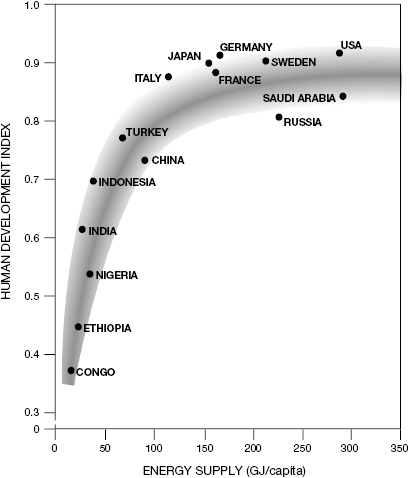 1.0
0.9
0.8
0.7
0.6
0.5
0.4
0.3
0
HUMAN DEVELOPMENT INDEX
USA
GERMANY
JAPAN
SWEDEN
ITALY
FRANCE
SAUDI ARABIA
RUSSIA
TURKEY
CHINA
INDONESIA
INDIA
NIGERIA
ETHIOPIA
CONGO
0 50 100 150 200 250 300 350
ENERGY SUPPLY (GJ/capita)